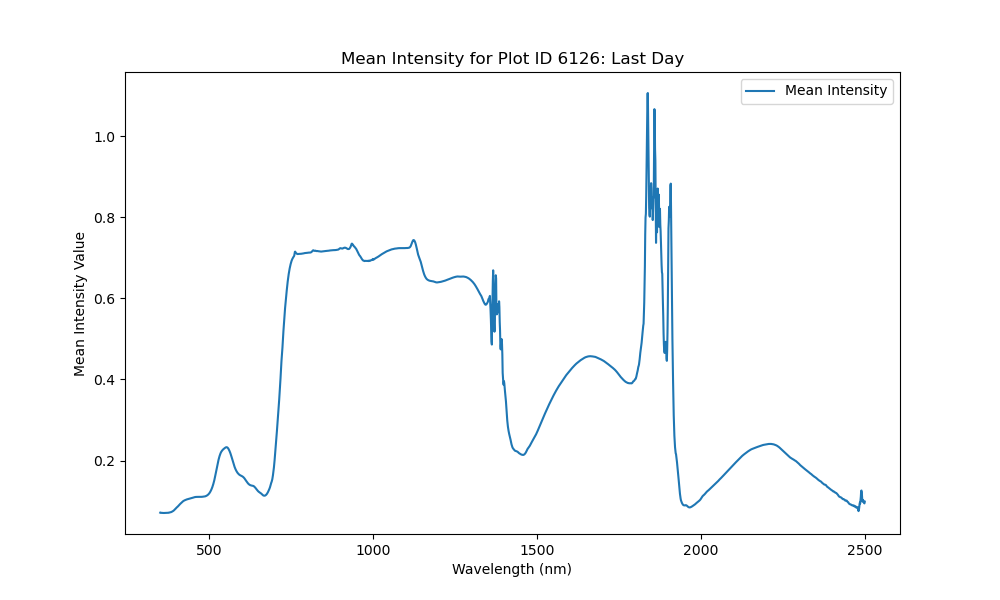 Mean Intensity for Plot ID 6126: Last Day
Mean Intensity
Mean Intensity Value
1.0
0.8
0.6
0.4
0.2
500
1000
1500
2000
2500
Wavelength (nm)